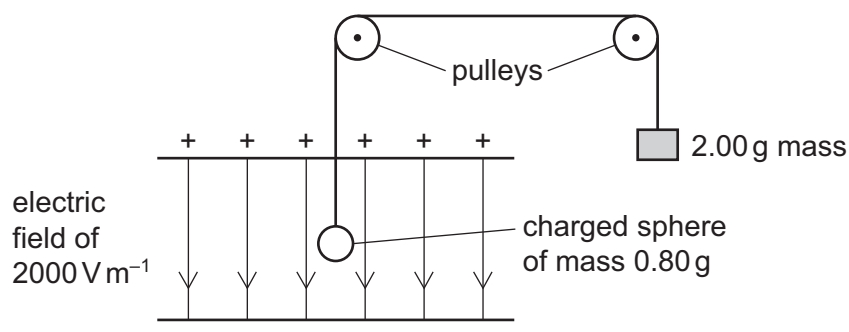 pulleys
+ + + + + +
2.00 g mass
electric
field of
2000 V m⁻¹
charged sphere
of mass 0.80 g